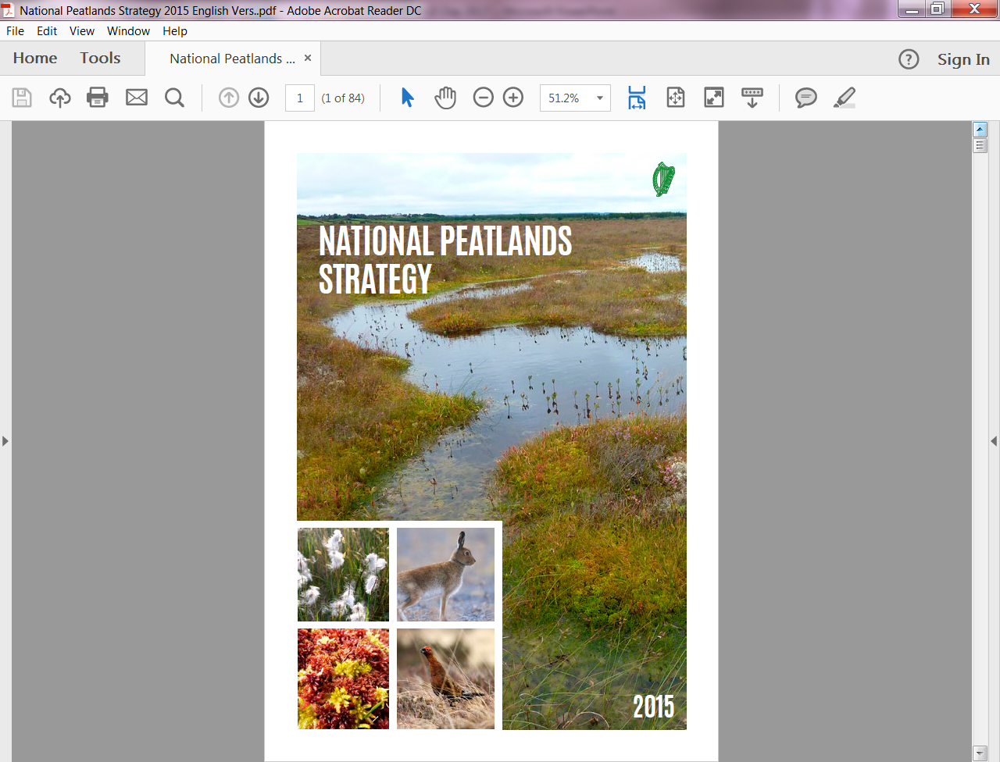 National Peatlands Strategy 2015 English Vers..pdf - Adobe Acrobat Reader DC
File Edit View Window Help
Home Tools National Peatlands ... × ? Sign In
1 (1 of 84) 51.2%
NATIONAL PEATLANDS
STRATEGY
2015